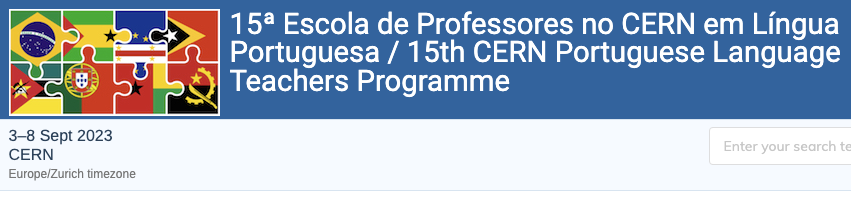 15ª Escola de Professores no CERN em Língua
Portuguesa / 15th CERN Portuguese Language
Teachers Programme
3–8 Sept 2023
CERN
Europe/Zurich timezone
Enter your search te